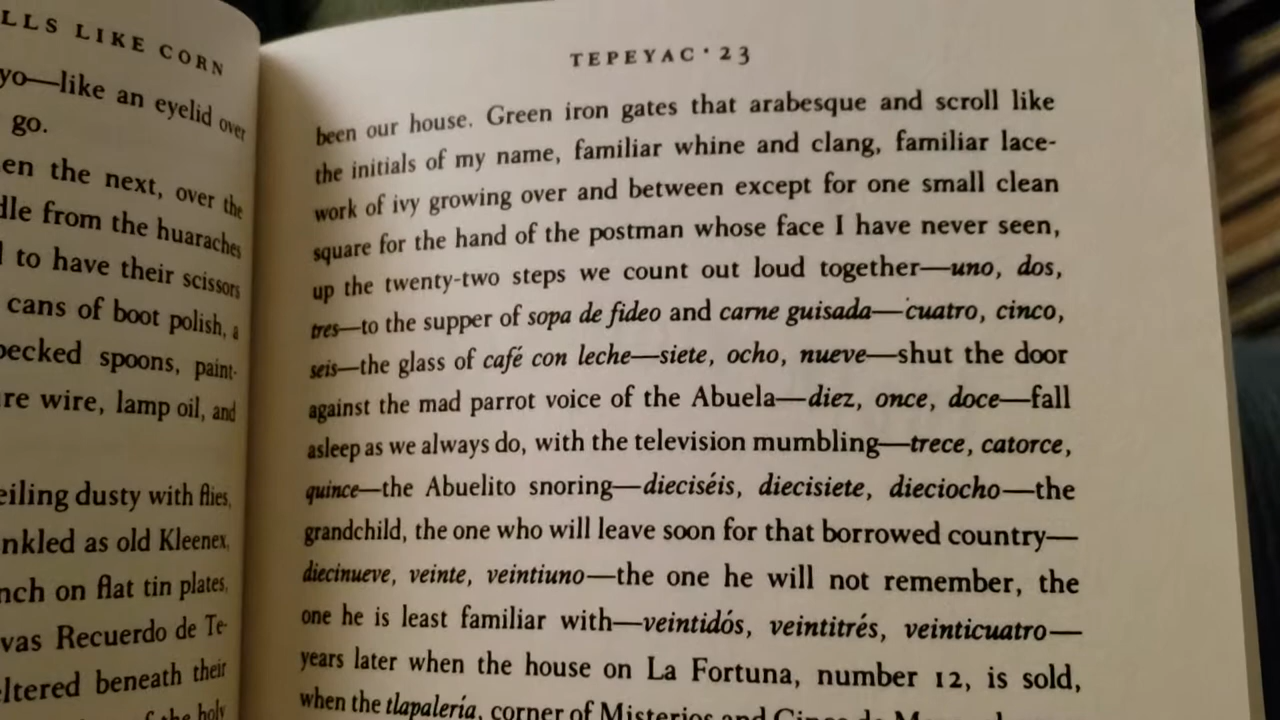 LLS LIKE CORN
yo—like an eyelid over
go.
en the next, over the
dle from the huaraches
to have their scissors
cans of boot polish, a
pecked spoons, paint-
re wire, lamp oil, and
eiling dusty with flies,
nkled as old Kleenex,
nch on flat tin plates,
vas Recuerdo de Te-
ltered beneath their
the holy
TEPEYAC · 23
been our house. Green iron gates that arabesque and scroll like
the initials of my name, familiar whine and clang, familiar lace-
work of ivy growing over and between except for one small clean
square for the hand of the postman whose face I have never seen,
up the twenty-two steps we count out loud together—uno, dos,
tres—to the supper of sopa de fideo and carne guisada—cuatro, cinco,
seis—the glass of café con leche—siete, ocho, nueve—shut the door
against the mad parrot voice of the Abuela—diez, once, doce—fall
asleep as we always do, with the television mumbling—trece, catorce,
quince—the Abuelito snoring—dieciséis, diecisiete, dieciocho—the
grandchild, the one who will leave soon for that borrowed country—
diecinueve, veinte, veintiuno—the one he will not remember, the
one he is least familiar with—veintidós, veintitrés, veinticuatro—
years later when the house on La Fortuna, number 12, is sold,
when the tlapalería, corner of Misterios and Cinco de